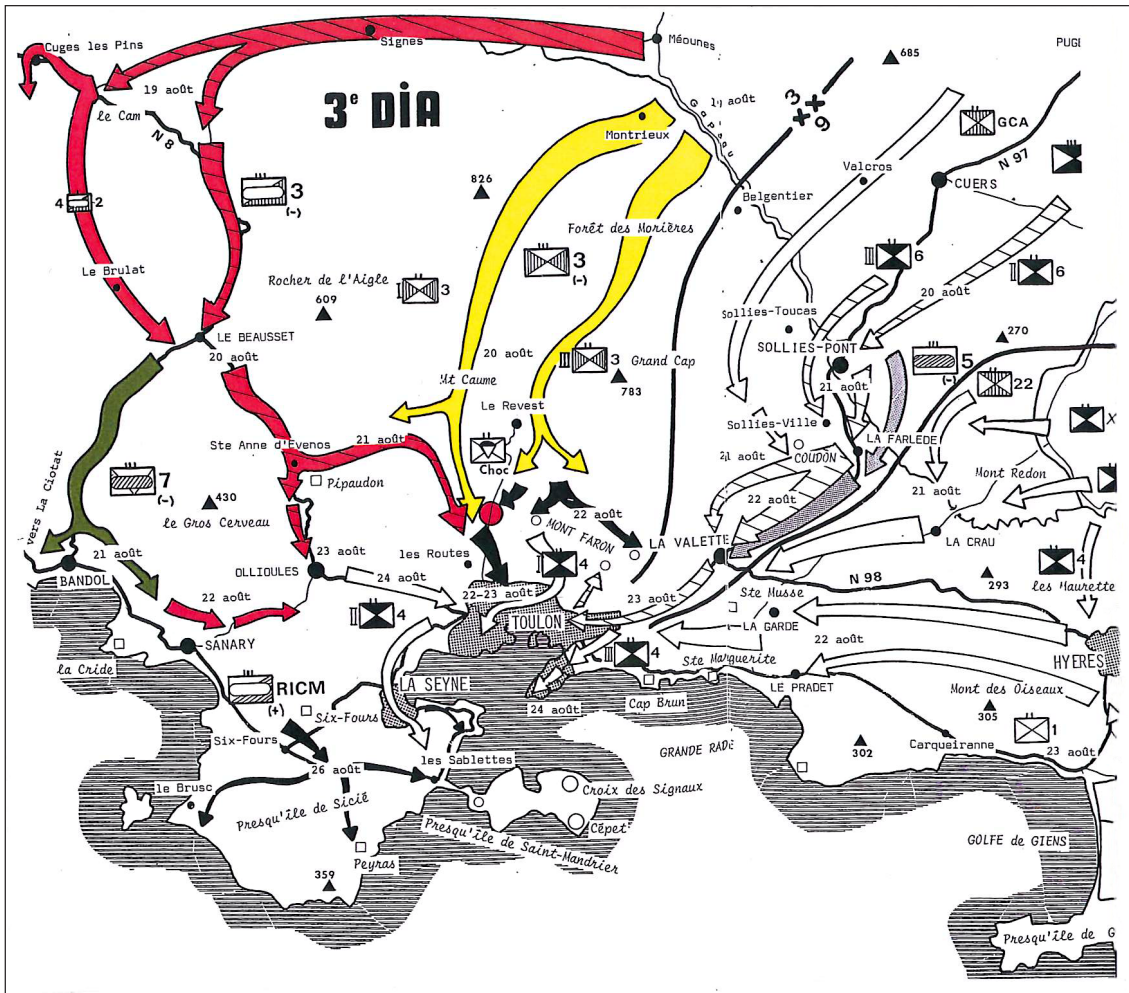 Cuges les Pins
Signes
Méounes
685
PUGE
19 août
le Cam
N 8
3e DIA
19 août
Gapeau
3
9
GCA
N 97
Montrieux
Valcros
CUERS
826
Belgentier
4
2
3
(-)
Forêt des Morières
3
(-)
III
6
II
6
Le Brulat
Rocher de l'Aigle
609
I
3
20 août
Sollies-Toucas
270
LE BEAUSSET
SOLLIES-PONT
5
(-)
20 août
20 août
III
3
Grand Cap
783
22
21 août
Mt Caume
Le Revest
X
Sollies-Ville
LA FARLEDE
Ste Anne d'Evenos
21 août
Choc
COUDON
21 août
Mont Redon
7
(-)
Pipaudon
430
le Gros Cerveau
22 août
21 août
vers La Ciotat
22 août
MONT FARON
LA VALETTE
LA CRAU
21 août
23 août
les Routes
I
4
N 98
4
BANDOL
OLLIOULES
24 août
22-23 août
293
les Maurette
22 août
II
4
23 août
Ste Musse
LA GARDE
TOULON
22 août
SANARY
III
4
Ste Marguerite
HYERES
la Cride
RICM
(+)
LA SEYNE
LE PRADET
24 août
Cap Brun
Mont des Oiseaux
305
Six-Fours
1
Six-Fours
GRANDE RADE
302
Carqueiranne
23 août
les Sablettes
26 août
le Brusc
Croix des Signaux
Presqu'île de Sicié
Cépet
Presqu'île de Saint-Mandrier
GOLFE de GIENS
Peyras
359
Presqu'île de G